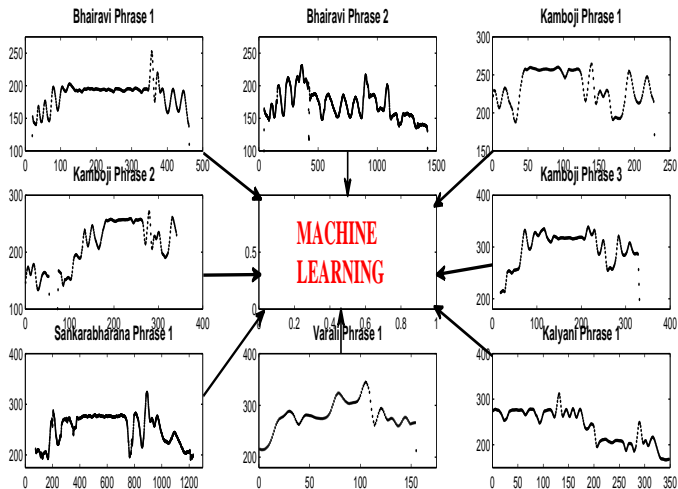 Bhairavi Phrase 1
250
200
150
100
0 100 200 300 400 500
Bhairavi Phrase 2
250
200
150
100
0 500 1000 1500
Kamboji Phrase 1
300
250
200
150
0 50 100 150 200 250
Kamboji Phrase 2
300
200
100
0 100 200 300 400
MACHINE
LEARNING
0.5
0
0 0.2 0.4 0.6 0.8 1
Kamboji Phrase 3
400
300
200
0 100 200 300 400
Sankarabharana Phrase 1
400
300
200
0 200 400 600 800 1000 1200
Varali Phrase 1
400
300
200
0 50 100 150
Kalyani Phrase 1
400
300
200
0 50 100 150 200 250 300 350